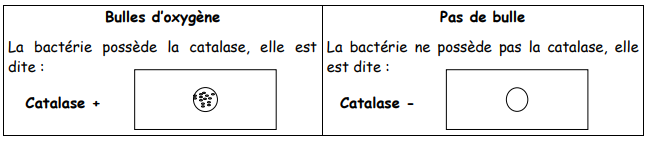 Bulles d'oxygène
La bactérie possède la catalase, elle est
dite :
Catalase +
Pas de bulle
La bactérie ne possède pas la catalase, elle
est dite :
Catalase -